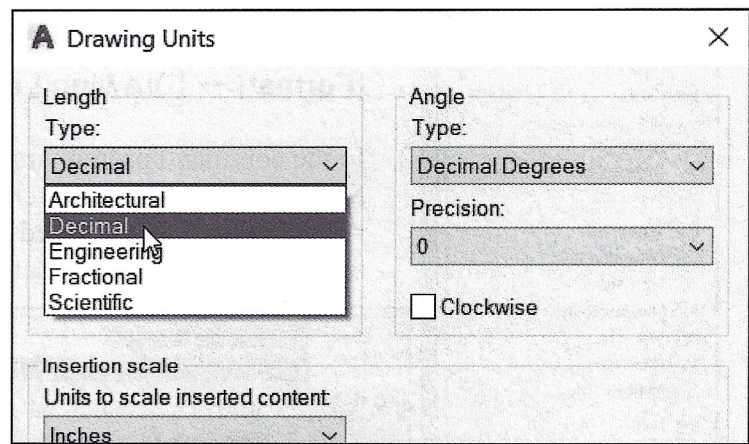 A Drawing Units
Length
Type:
Decimal
Architectural
Decimal
Engineering
Fractional
Scientific
Angle
Type:
Decimal Degrees
Precision:
0
Clockwise
Insertion scale
Units to scale inserted content:
Inches